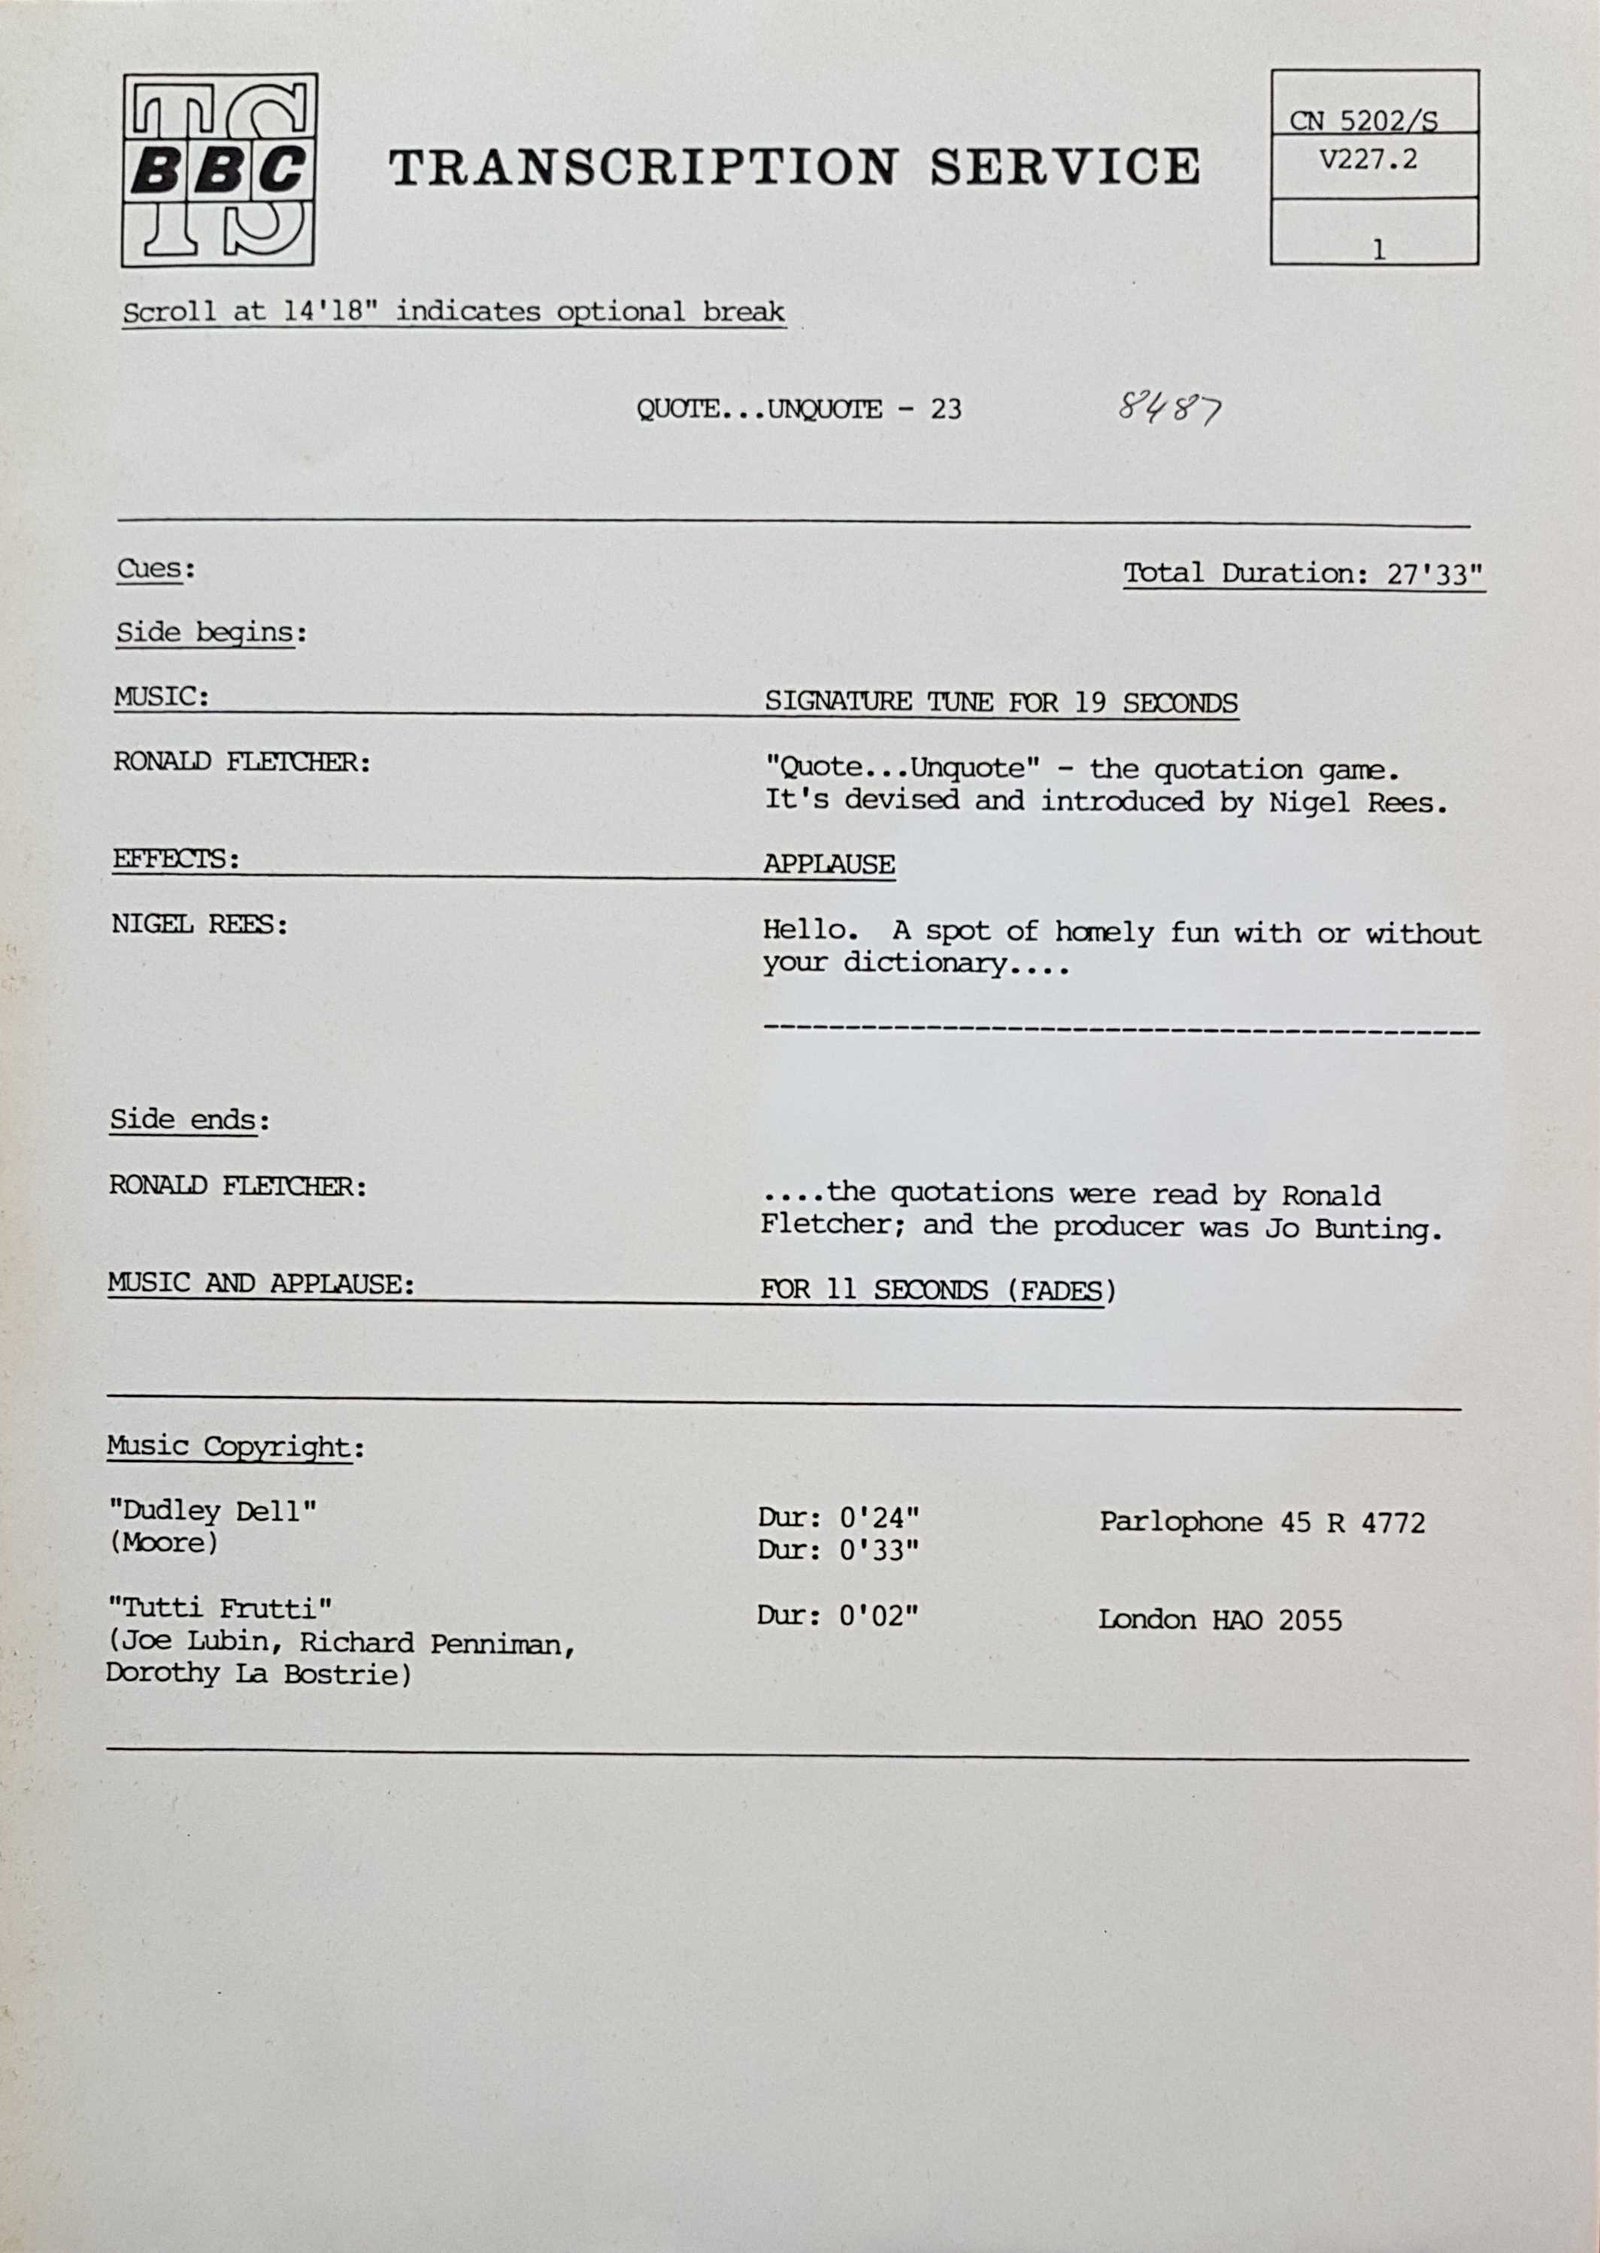 TS
BBC
TS
TRANSCRIPTION SERVICE
CN 5202/S
V227.2
1
Scroll at 14'18" indicates optional break
QUOTE...UNQUOTE - 23
8487
Cues:
Total Duration: 27'33"
Side begins:
MUSIC: SIGNATURE TUNE FOR 19 SECONDS
RONALD FLETCHER: "Quote...Unquote" - the quotation game.
It's devised and introduced by Nigel Rees.
EFFECTS: APPLAUSE
NIGEL REES: Hello. A spot of homely fun with or without
your dictionary....
Side ends:
RONALD FLETCHER: ....the quotations were read by Ronald
Fletcher; and the producer was Jo Bunting.
MUSIC AND APPLAUSE: FOR 11 SECONDS (FADES)
Music Copyright:
"Dudley Dell" Dur: 0'24" Parlophone 45 R 4772
(Moore) Dur: 0'33"
"Tutti Frutti" Dur: 0'02" London HAO 2055
(Joe Lubin, Richard Penniman,
Dorothy La Bostrie)